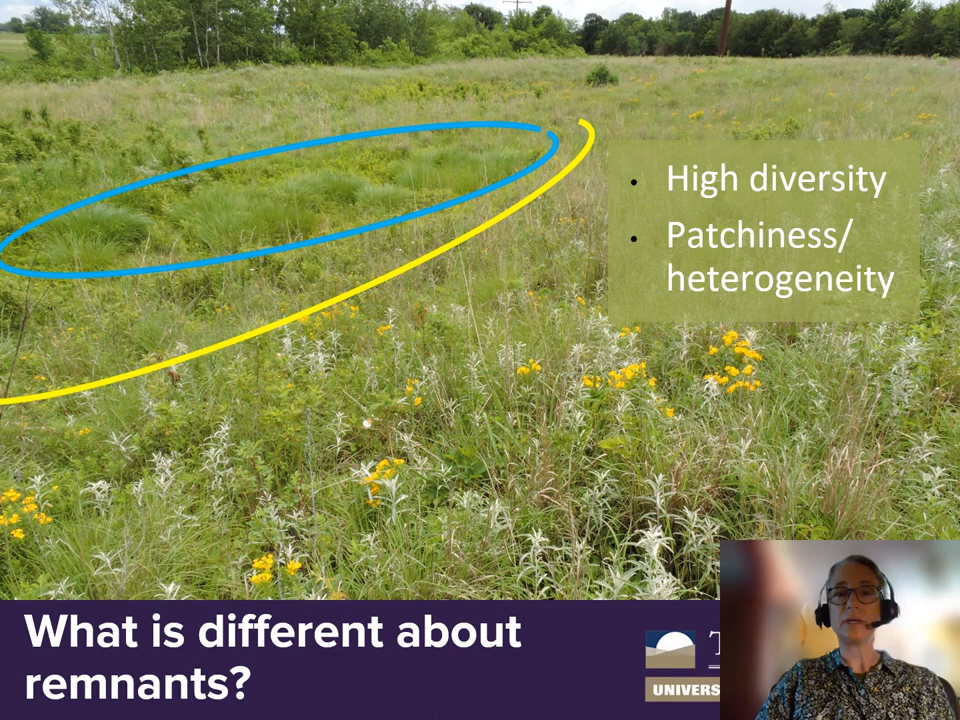 • High diversity
• Patchiness/
heterogeneity
What is different about
remnants?
T
UNIVERS